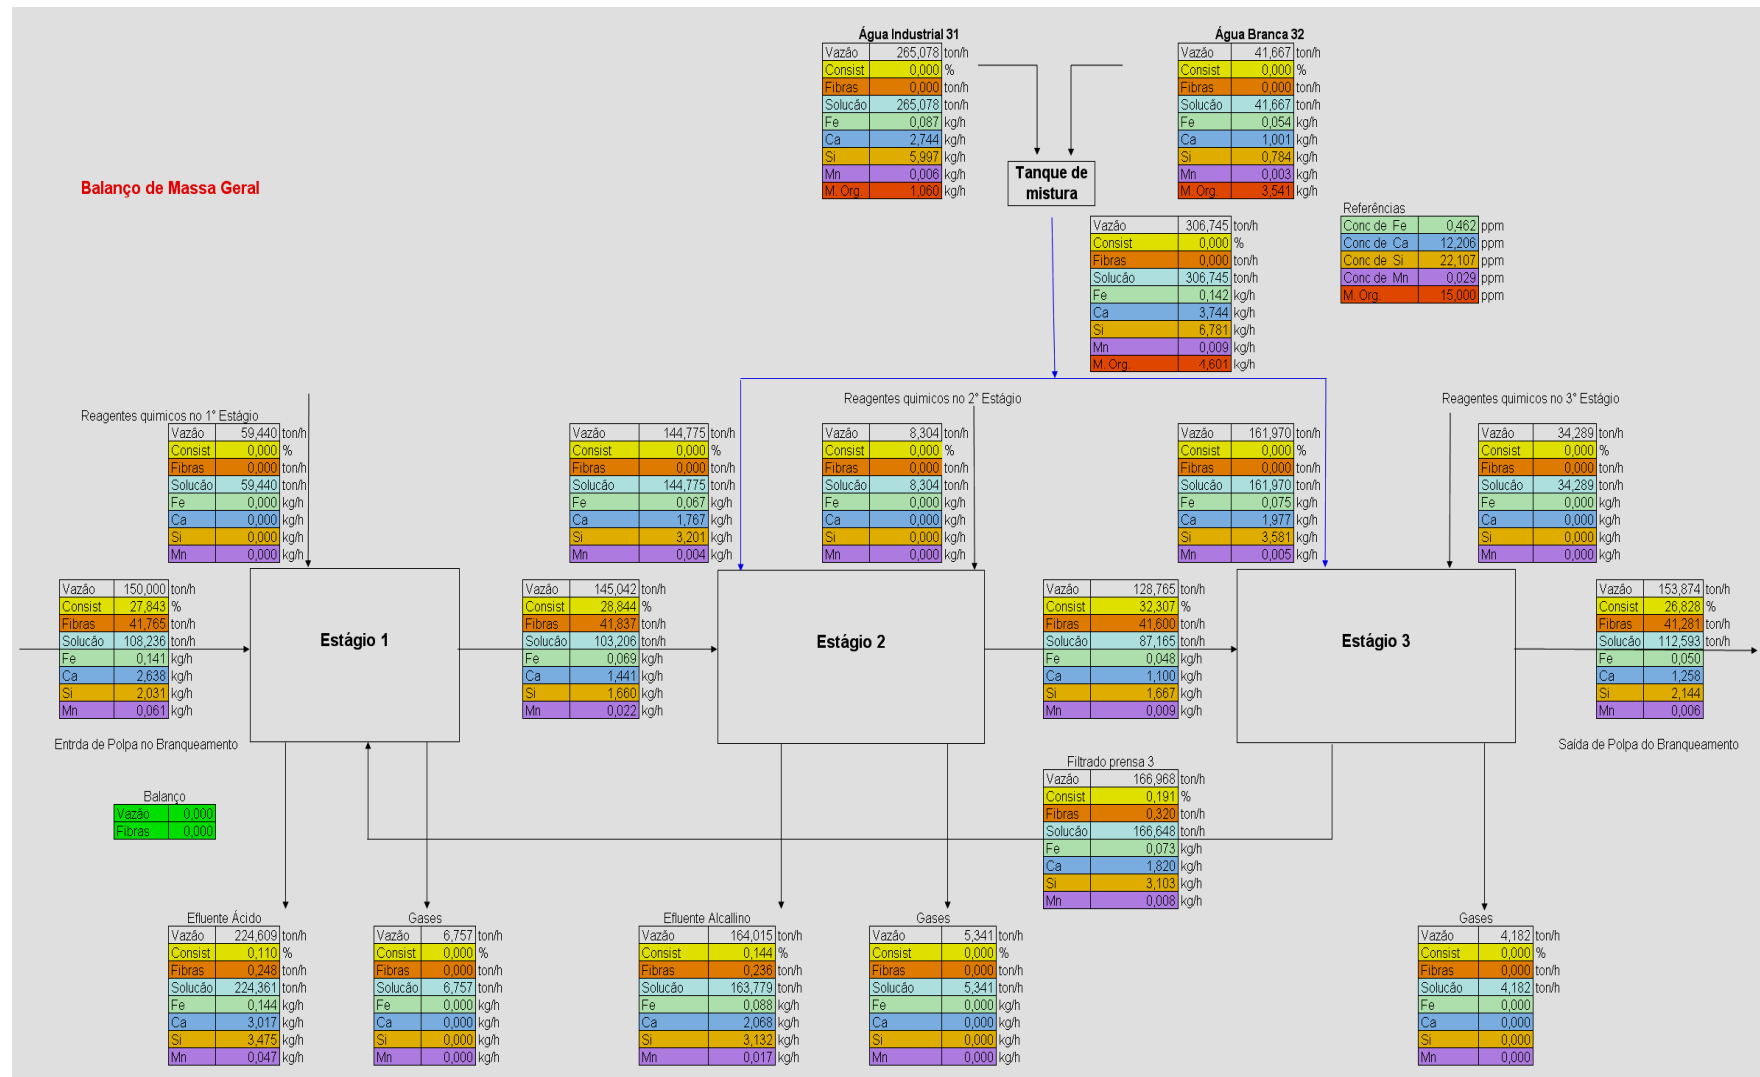 Balanço de Massa Geral
Água Industrial 31
Vazão 265,078 ton/h
Consist 0,000 %
Fibras 0,000 ton/h
Solucão 265,078 ton/h
Fe 0,087 kg/h
Ca 2,744 kg/h
Si 5,997 kg/h
Mn 0,006 kg/h
M. Org. 1,060 kg/h
Água Branca 32
Vazão 41,667 ton/h
Consist 0,000 %
Fibras 0,000 ton/h
Solucão 41,667 ton/h
Fe 0,054 kg/h
Ca 1,001 kg/h
Si 0,784 kg/h
Mn 0,003 kg/h
M. Org. 3,541 kg/h
Tanque de
mistura
Vazão 306,745 ton/h
Consist 0,000 %
Fibras 0,000 ton/h
Solucão 306,745 ton/h
Fe 0,142 kg/h
Ca 3,744 kg/h
Si 6,781 kg/h
Mn 0,009 kg/h
M. Org. 4,601 kg/h
Referências
Conc de Fe 0,462 ppm
Conc de Ca 12,206 ppm
Conc de Si 22,107 ppm
Conc de Mn 0,029 ppm
M. Org. 15,000 ppm
Reagentes quimicos no 1° Estágio
Vazão 59,440 ton/h
Consist 0,000 %
Fibras 0,000 ton/h
Solucão 59,440 ton/h
Fe 0,000 kg/h
Ca 0,000 kg/h
Si 0,000 kg/h
Mn 0,000 kg/h
Vazão 144,775 ton/h
Consist 0,000 %
Fibras 0,000 ton/h
Solucão 144,775 ton/h
Fe 0,067 kg/h
Ca 1,767 kg/h
Si 3,201 kg/h
Mn 0,004 kg/h
Reagentes quimicos no 2° Estágio
Vazão 8,304 ton/h
Consist 0,000 %
Fibras 0,000 ton/h
Solucão 8,304 ton/h
Fe 0,000 kg/h
Ca 0,000 kg/h
Si 0,000 kg/h
Mn 0,000 kg/h
Vazão 161,970 ton/h
Consist 0,000 %
Fibras 0,000 ton/h
Solucão 161,970 ton/h
Fe 0,075 kg/h
Ca 1,977 kg/h
Si 3,581 kg/h
Mn 0,005 kg/h
Reagentes quimicos no 3° Estágio
Vazão 34,289 ton/h
Consist 0,000 %
Fibras 0,000 ton/h
Solucão 34,289 ton/h
Fe 0,000 kg/h
Ca 0,000 kg/h
Si 0,000 kg/h
Mn 0,000 kg/h
Vazão 150,000 ton/h
Consist 27,843 %
Fibras 41,765 ton/h
Solucão 108,236 ton/h
Fe 0,141 kg/h
Ca 2,638 kg/h
Si 2,031 kg/h
Mn 0,061 kg/h
Entrda de Polpa no Branqueamento
Estágio 1
Vazão 145,042 ton/h
Consist 28,844 %
Fibras 41,837 ton/h
Solucão 103,206 ton/h
Fe 0,069 kg/h
Ca 1,441 kg/h
Si 1,660 kg/h
Mn 0,022 kg/h
Estágio 2
Vazão 128,765 ton/h
Consist 32,307 %
Fibras 41,600 ton/h
Solucão 87,165 ton/h
Fe 0,048 kg/h
Ca 1,100 kg/h
Si 1,667 kg/h
Mn 0,009 kg/h
Estágio 3
Vazão 153,874 ton/h
Consist 26,828 %
Fibras 41,281 ton/h
Solucão 112,593 ton/h
Fe 0,050 kg/h
Ca 1,258 kg/h
Si 2,144
Mn 0,006
Saída de Polpa do Branqueamento
Balanço
Vazão 0,000
Fibras 0,000
Filtrado prensa 3
Vazão 166,968 ton/h
Consist 0,191 %
Fibras 0,320 ton/h
Solucão 166,648 ton/h
Fe 0,073 kg/h
Ca 1,820 kg/h
Si 3,103 kg/h
Mn 0,008 kg/h
Efluente Ácido
Vazão 224,609 ton/h
Consist 0,110 %
Fibras 0,248 ton/h
Solucão 224,361 ton/h
Fe 0,144 kg/h
Ca 3,017 kg/h
Si 3,475 kg/h
Mn 0,047 kg/h
Gases
Vazão 6,757 ton/h
Consist 0,000 %
Fibras 0,000 ton/h
Solucão 6,757 ton/h
Fe 0,000 kg/h
Ca 0,000 kg/h
Si 0,000 kg/h
Mn 0,000 kg/h
Efluente Alcallino
Vazão 164,015 ton/h
Consist 0,144 %
Fibras 0,236 ton/h
Solucão 163,779 ton/h
Fe 0,088 kg/h
Ca 2,068 kg/h
Si 3,132 kg/h
Mn 0,017 kg/h
Gases
Vazão 5,341 ton/h
Consist 0,000 %
Fibras 0,000 ton/h
Solucão 5,341 ton/h
Fe 0,000 kg/h
Ca 0,000 kg/h
Si 0,000 kg/h
Mn 0,000 kg/h
Gases
Vazão 4,182 ton/h
Consist 0,000 %
Fibras 0,000 ton/h
Solucão 4,182 ton/h
Fe 0,000
Ca 0,000
Si 0,000
Mn 0,000